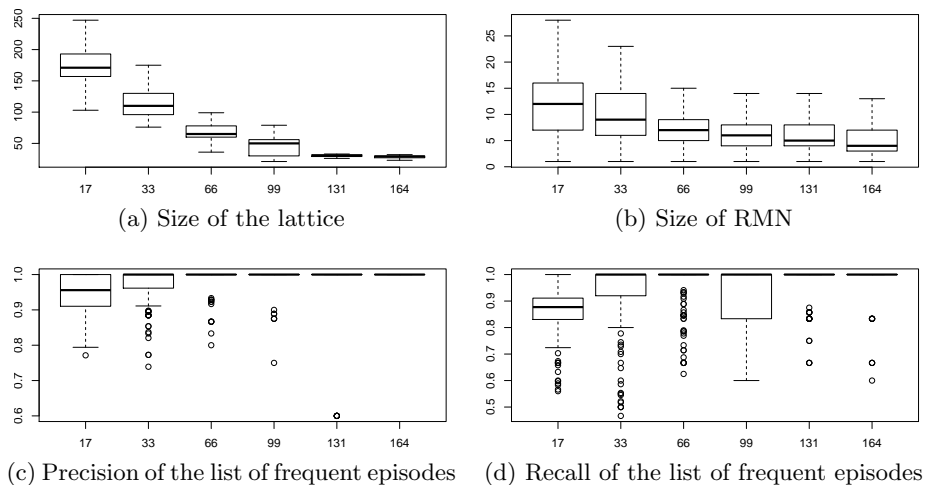 250
200
150
100
50
17 33 66 99 131 164
(a) Size of the lattice
25
20
15
10
5
0
17 33 66 99 131 164
(b) Size of RMN
1.0
0.9
0.8
0.7
0.6
17 33 66 99 131 164
(c) Precision of the list of frequent episodes
1.0
0.9
0.8
0.7
0.6
0.5
17 33 66 99 131 164
(d) Recall of the list of frequent episodes